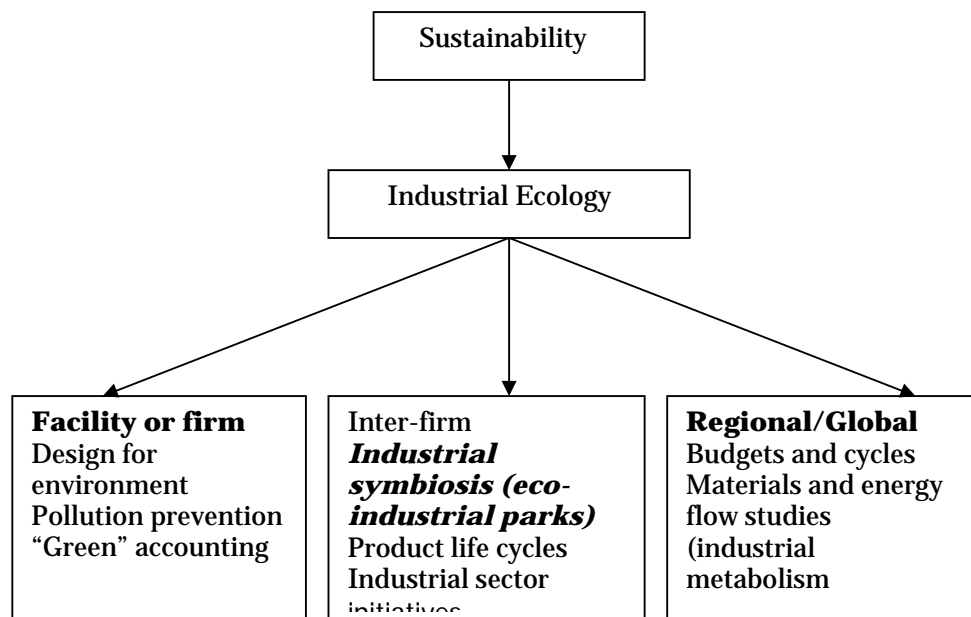 Sustainability
Industrial Ecology
Facility or firm
Design for
environment
Pollution prevention
“Green” accounting
Inter-firm
Industrial
symbiosis (eco-
industrial parks)
Product life cycles
Industrial sector
initiatives
Regional/Global
Budgets and cycles
Materials and energy
flow studies
(industrial
metabolism